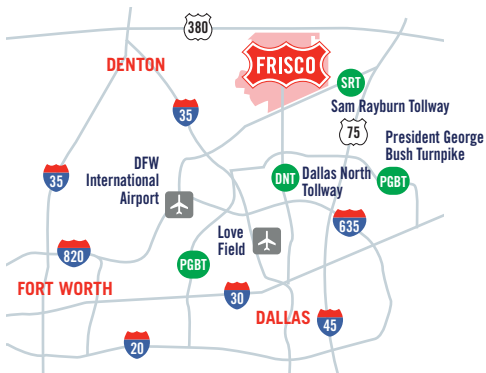 380
DENTON
FRISCO
SRT
Sam Rayburn Tollway
35
75
President George
Bush Turnpike
DFW
International
Airport
35
DNT
Dallas North
Tollway
PGBT
635
Love
Field
820
PGBT
FORT WORTH
30
DALLAS
45
20